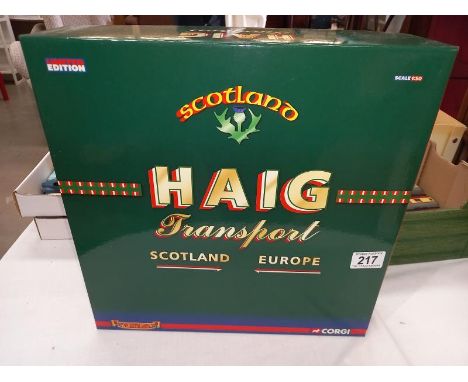 EDITION
SCALE 1:50
scotland
HAIG
Transport
SCOTLAND EUROPE
217
CORGI